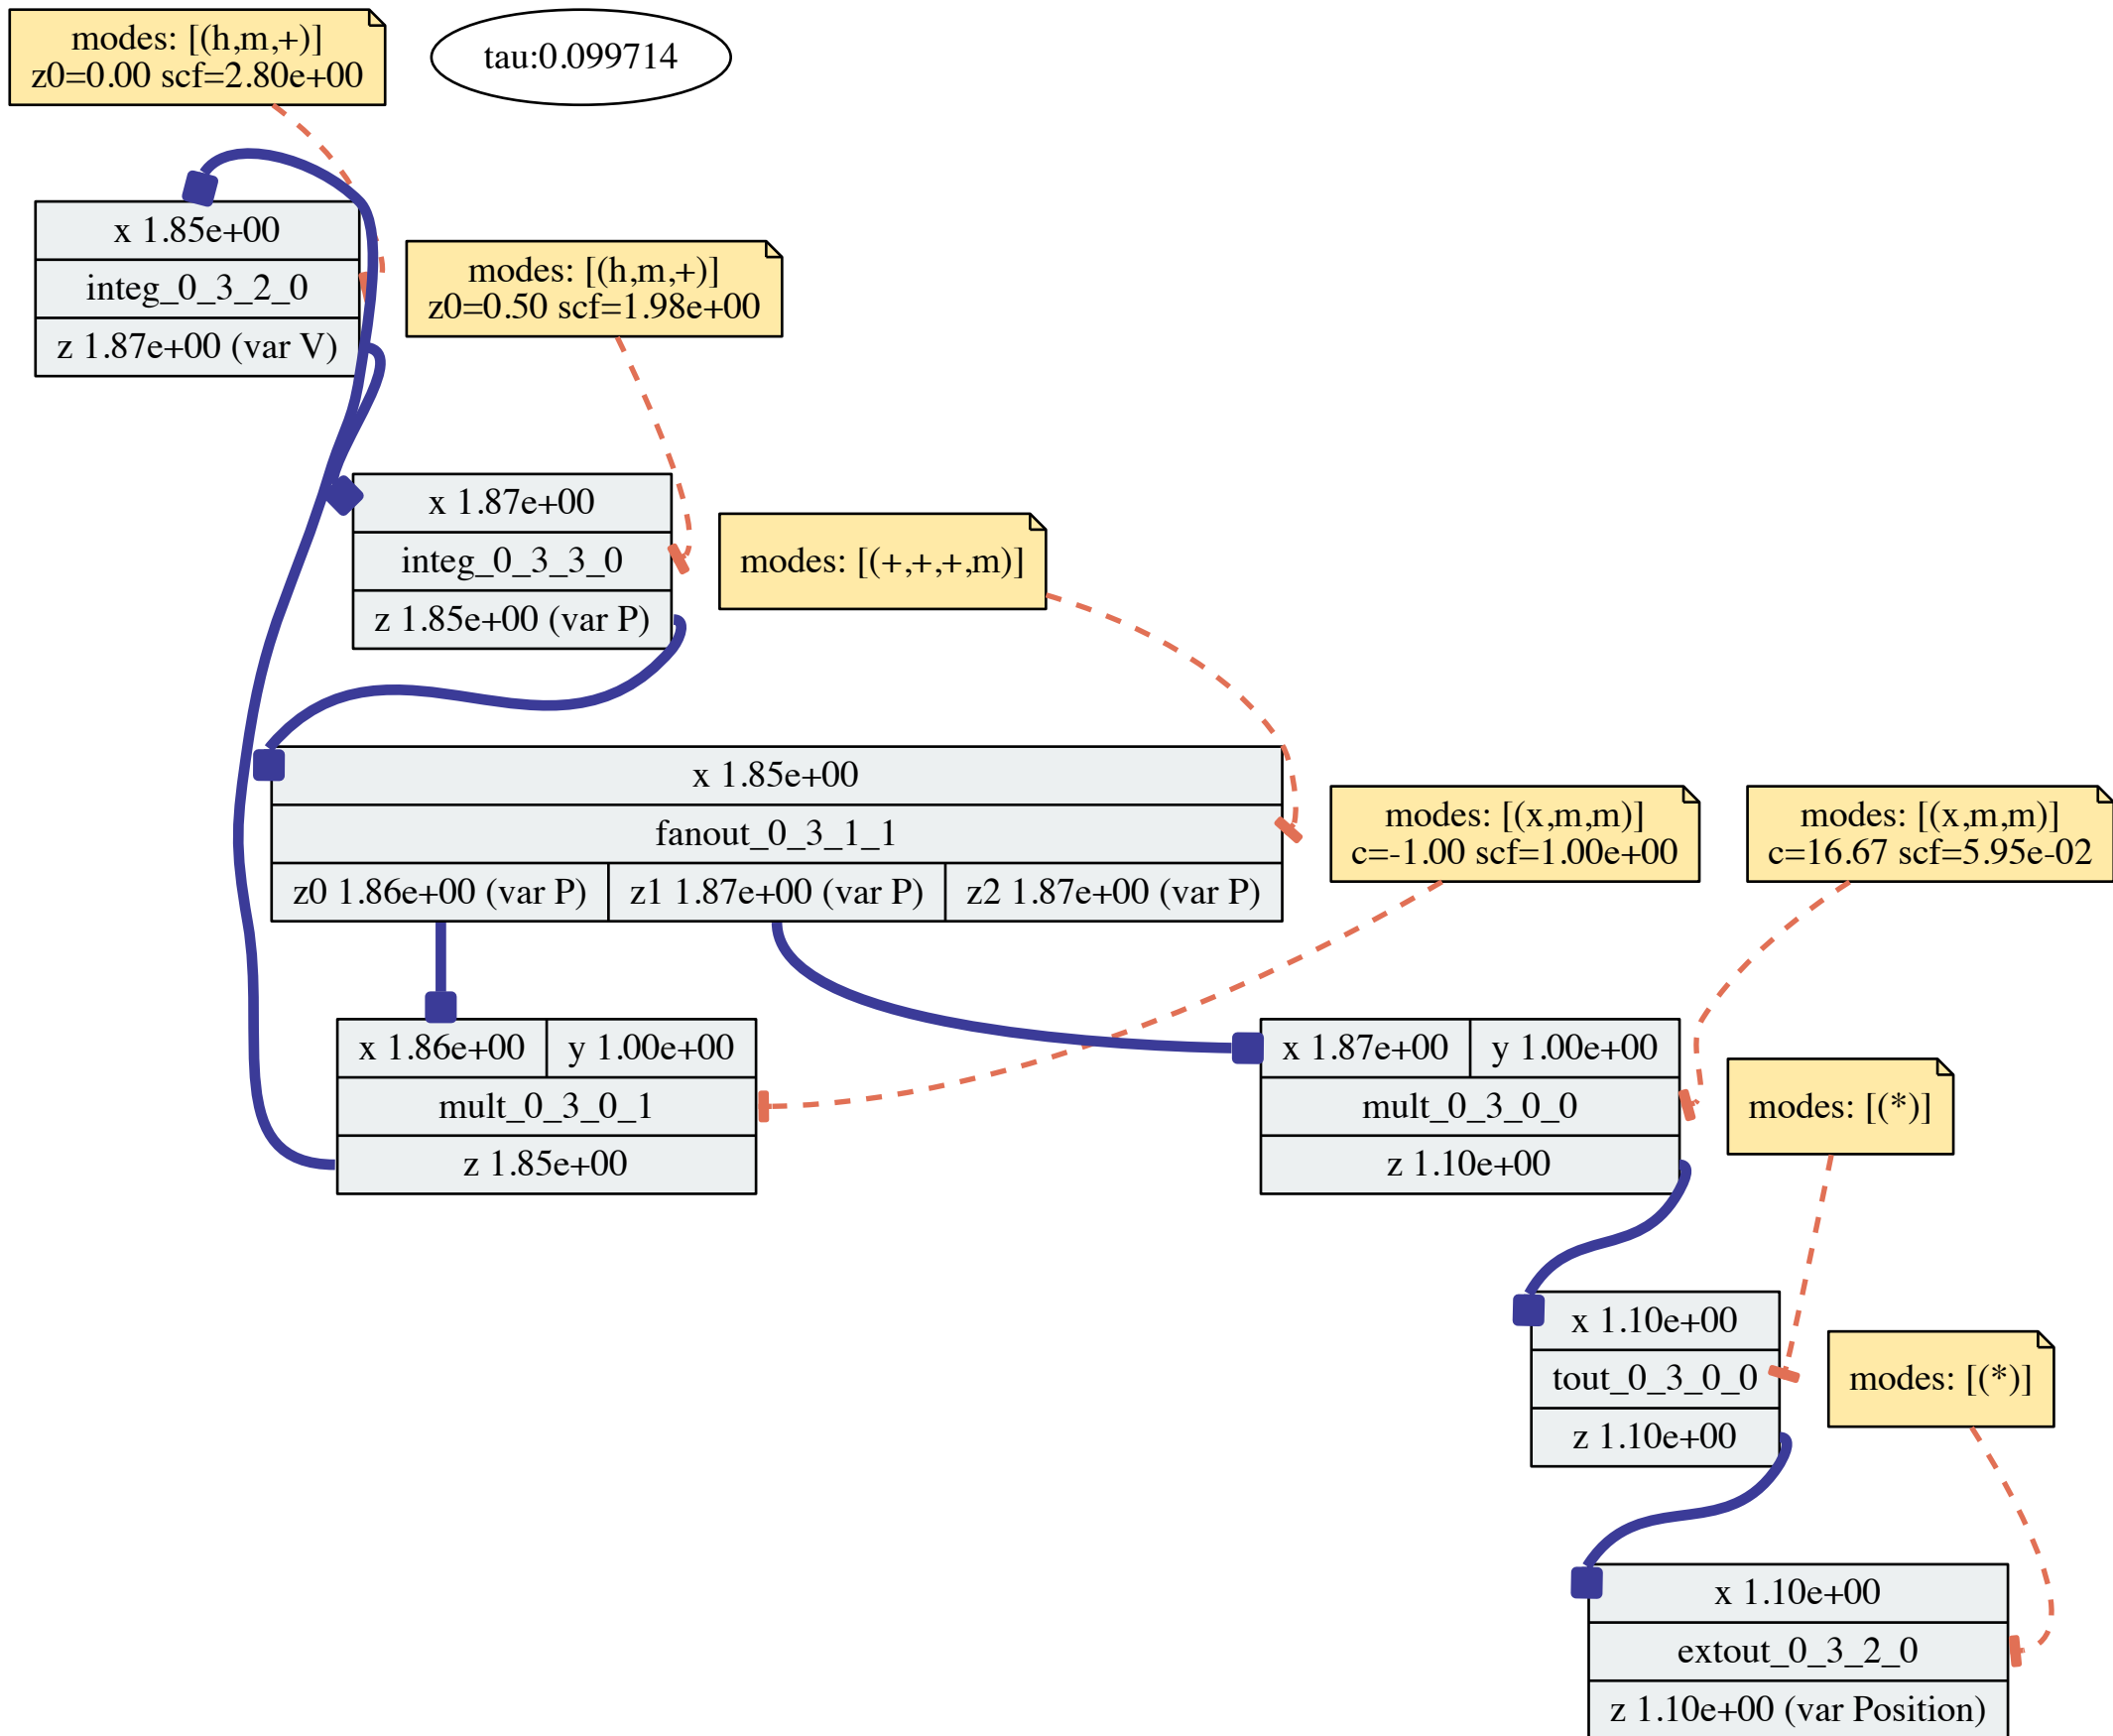 modes: [(h,m,+)]
z0=0.00 scf=2.80e+00
tau:0.099714
x 1.85e+00
integ_0_3_2_0
z 1.87e+00 (var V)
modes: [(h,m,+)]
z0=0.50 scf=1.98e+00
x 1.87e+00
integ_0_3_3_0
z 1.85e+00 (var P)
modes: [(+,+,+,m)]
x 1.85e+00
fanout_0_3_1_1
z0 1.86e+00 (var P)
z1 1.87e+00 (var P)
z2 1.87e+00 (var P)
modes: [(x,m,m)]
c=-1.00 scf=1.00e+00
modes: [(x,m,m)]
c=16.67 scf=5.95e-02
x 1.86e+00
y 1.00e+00
mult_0_3_0_1
z 1.85e+00
x 1.87e+00
y 1.00e+00
mult_0_3_0_0
z 1.10e+00
modes: [(*)]
x 1.10e+00
tout_0_3_0_0
z 1.10e+00
modes: [(*)]
x 1.10e+00
extout_0_3_2_0
z 1.10e+00 (var Position)